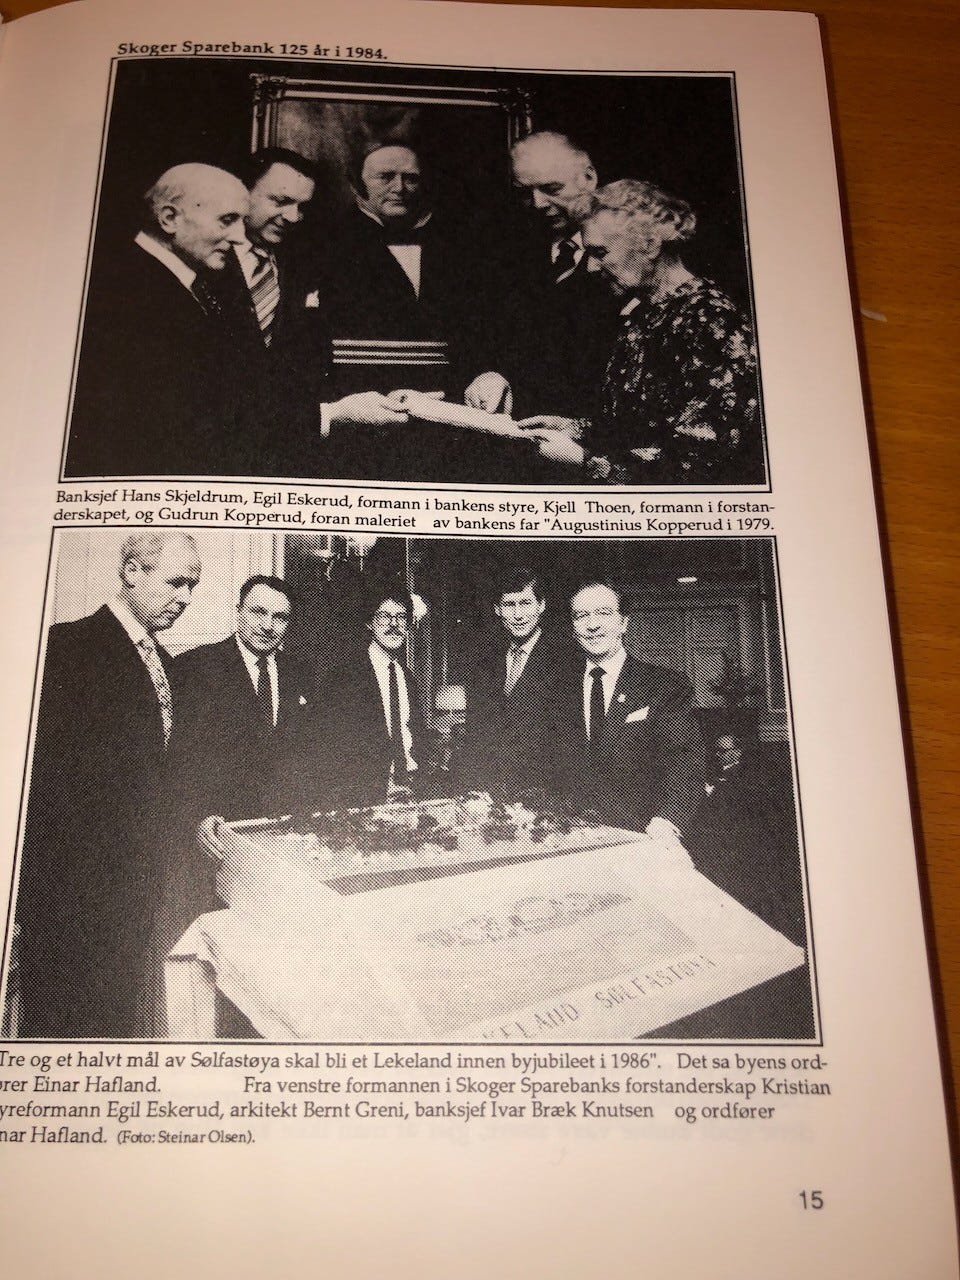 Skoger Sparebank 125 år i 1984.
Banksjef Hans Skjeldrum, Egil Eskerud, formann i bankens styre, Kjell Thoen, formann i forstan-
derskapet, og Gudrun Kopperud, foran maleriet av bankens far "Augustinius Kopperud i 1979.
KELAND SØLFASTØYA
Tre og et halvt mål av Sølfastøya skal bli et Lekeland innen byjubileet i 1986". Det sa byens ord-
rer Einar Hafland. Fra venstre formannen i Skoger Sparebanks forstanderskap Kristian
yreformann Egil Eskerud, arkitekt Bernt Greni, banksjef Ivar Bræk Knutsen og ordfører
nar Hafland. (Foto: Steinar Olsen).
15